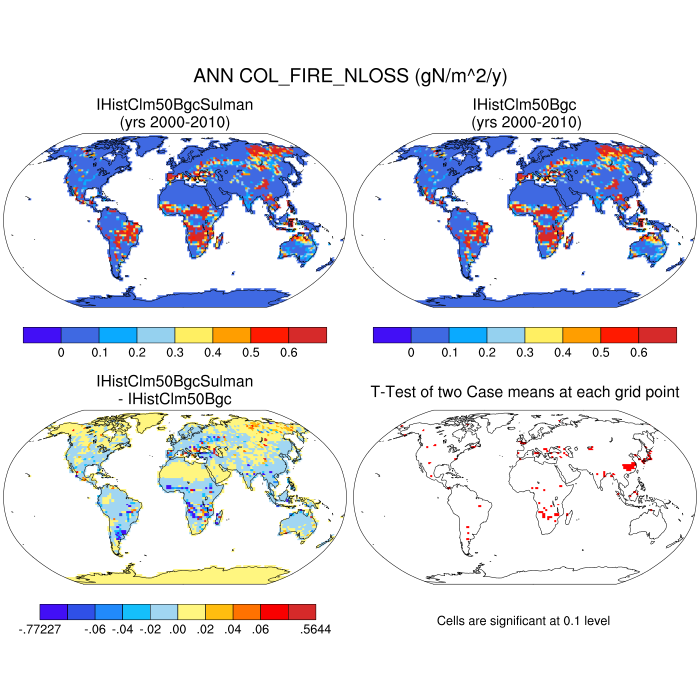 ANN COL_FIRE_NLOSS (gN/m^2/y)
IHistClm50BgcSulman
(yrs 2000-2010)
IHistClm50Bgc
(yrs 2000-2010)
0 0.1 0.2 0.3 0.4 0.5 0.6
0 0.1 0.2 0.3 0.4 0.5 0.6
IHistClm50BgcSulman
- IHistClm50Bgc
T-Test of two Case means at each grid point
-.77227 -.06 -.04 -.02 .00 .02 .04 .06 .5644
Cells are significant at 0.1 level